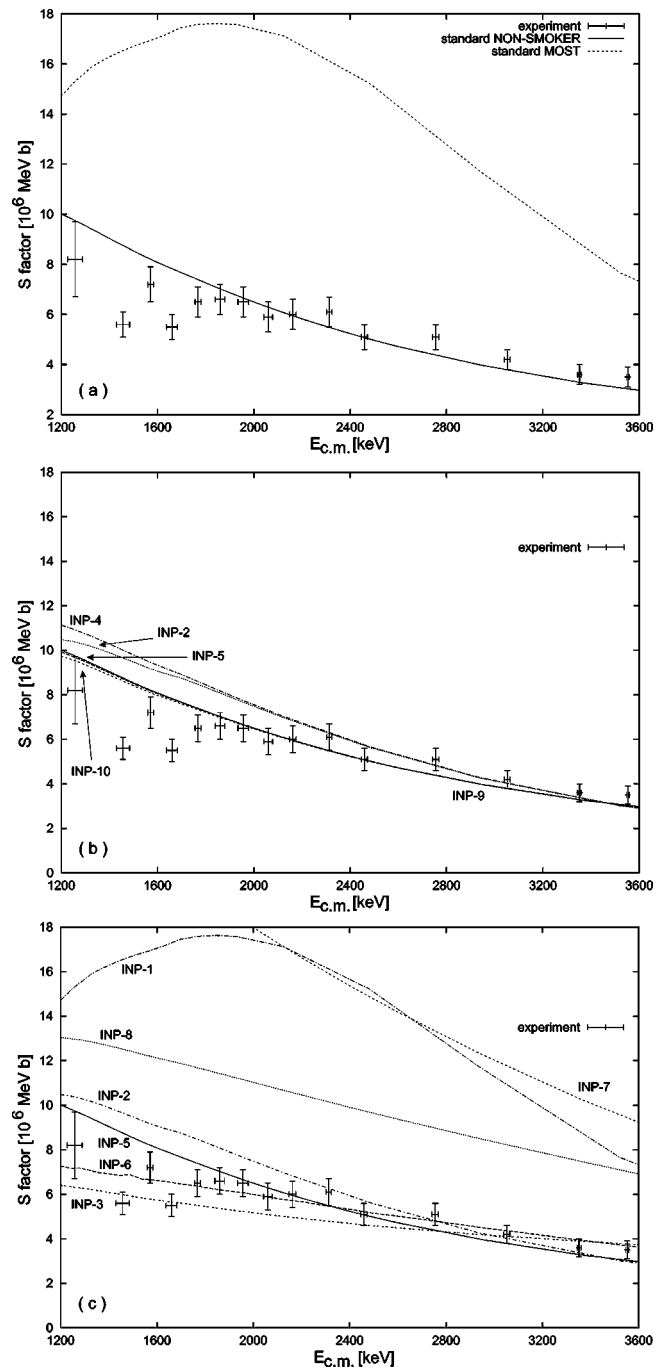 18
16
14
12
10
8
6
4
2
S factor [10⁶ MeV b]
experiment
standard NON-SMOKER
standard MOST
( a )
1200 1600 2000 2400 2800 3200 3600
E_c.m. [keV]
18
16
14
12
10
8
6
4
2
0
S factor [10⁶ MeV b]
experiment
INP-4
INP-2
INP-5
INP-10
INP-9
( b )
1200 1600 2000 2400 2800 3200 3600
E_c.m. [keV]
18
16
14
12
10
8
6
4
2
0
S factor [10⁶ MeV b]
INP-1
experiment
INP-8
INP-7
INP-2
INP-5
INP-6
INP-3
( c )
1200 1600 2000 2400 2800 3200 3600
E_c.m. [keV]